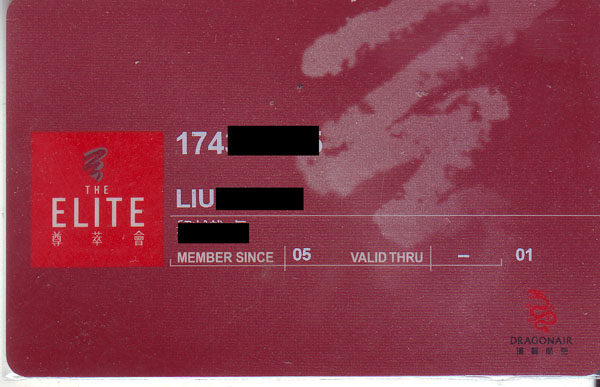 174
LIU
THE
ELITE
尊萃會
MEMBER SINCE 05 VALID THRU – 01
DRAGONAIR
港龍航空